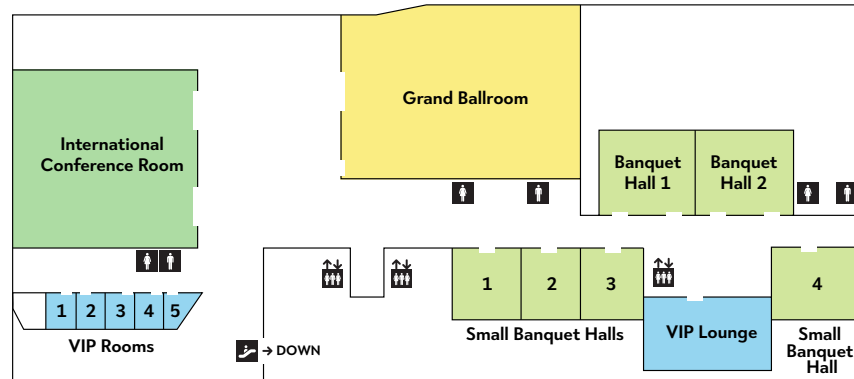 Grand Ballroom
International
Conference Room
Banquet
Hall 1
Banquet
Hall 2
1
2
3
4
1
2
3
4
5
VIP Rooms
→ DOWN
Small Banquet Halls
VIP Lounge
Small
Banquet
Hall